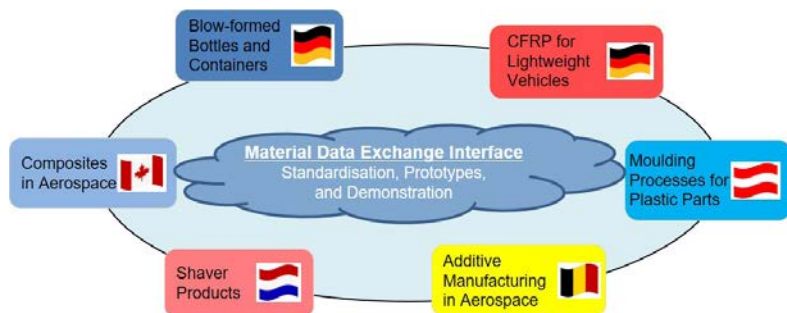 Blow-formed
Bottles and
Containers
CFRP for
Lightweight
Vehicles
Composites
in Aerospace
Material Data Exchange Interface
Standardisation, Prototypes,
and Demonstration
Moulding
Processes for
Plastic Parts
Shaver
Products
Additive
Manufacturing
in Aerospace